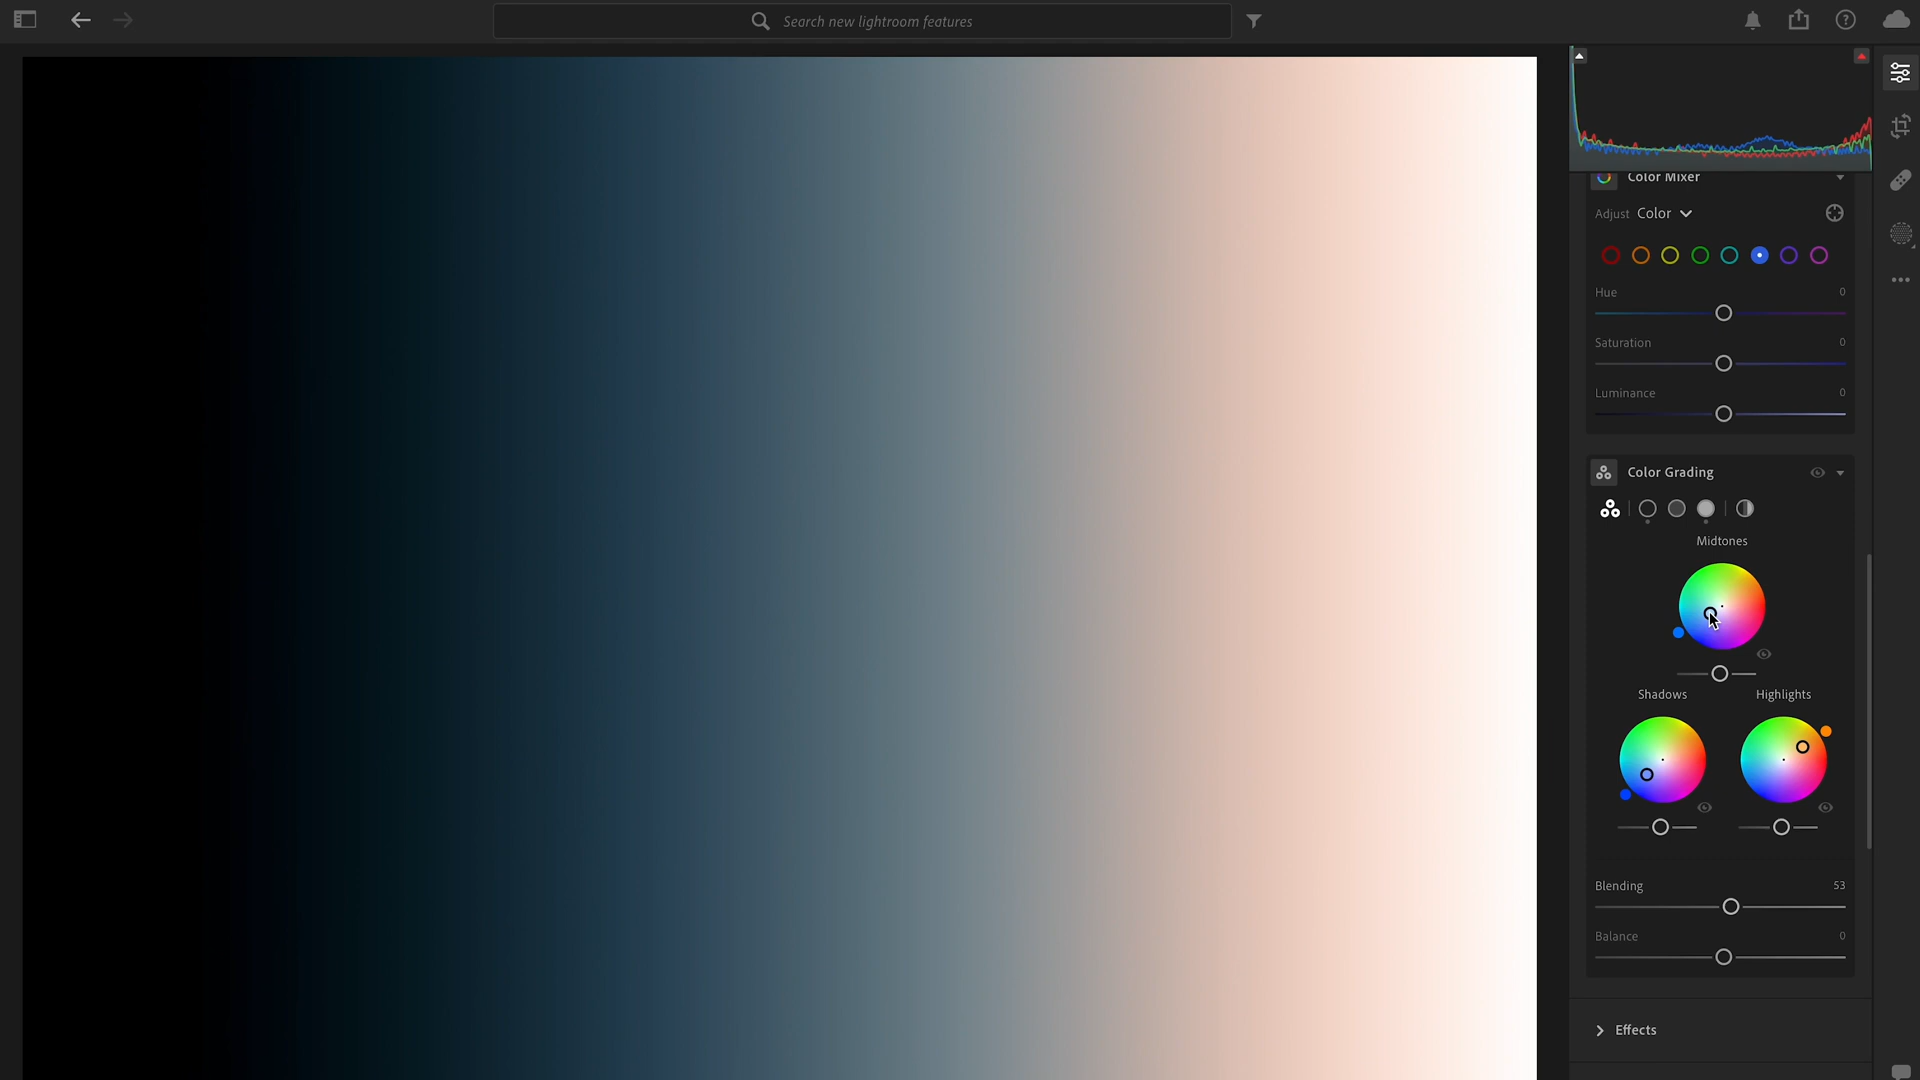 Search new lightroom features
Color Mixer
Adjust Color
Hue 0
Saturation 0
Luminance 0
Color Grading
Midtones
Shadows Highlights
Blending 53
Balance 0
Effects